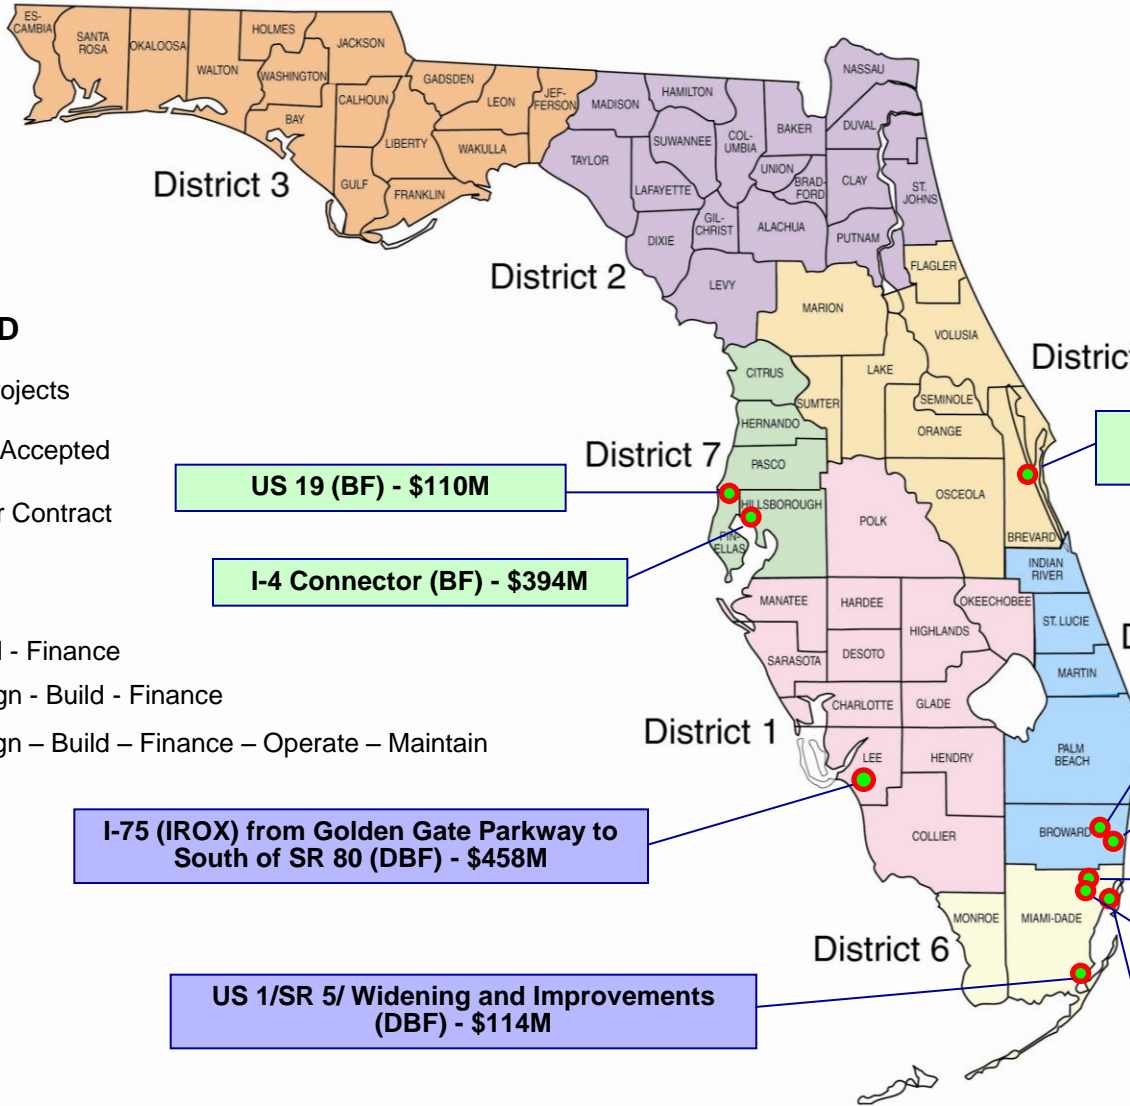 ES-
CAMBIA
SANTA
ROSA
OKALOOSA
WALTON
HOLMES
WASHINGTON
JACKSON
BAY
CALHOUN
GULF
LIBERTY
GADSDEN
FRANKLIN
LEON
WAKULLA
JEF-
FERSON
District 3
MADISON
TAYLOR
HAMILTON
SUWANNEE
LAFAYETTE
DIXIE
COL-
UMBIA
GIL-
CHRIST
LEVY
BAKER
UNION
BRAD-
FORD
ALACHUA
NASSAU
DUVAL
CLAY
PUTNAM
ST.
JOHNS
District 2
FLAGLER
MARION
VOLUSIA
LAKE
SUMTER
SEMINOLE
ORANGE
OSCEOLA
BREVARD
District
CITRUS
HERNANDO
PASCO
HILLSBOROUGH
PIN-
ELLAS
District 7
D
ojects
Accepted
r Contract
US 19 (BF) - $110M
I-4 Connector (BF) - $394M
- Finance
gn - Build - Finance
gn – Build – Finance – Operate – Maintain
POLK
MANATEE
HARDEE
OKEECHOBEE
HIGHLANDS
SARASOTA
DESOTO
CHARLOTTE
GLADE
LEE
HENDRY
COLLIER
District 1
INDIAN
RIVER
ST. LUCIE
MARTIN
PALM
BEACH
BROWARD
D
I-75 (IROX) from Golden Gate Parkway to
South of SR 80 (DBF) - $458M
MONROE
MIAMI-DADE
District 6
US 1/SR 5/ Widening and Improvements
(DBF) - $114M